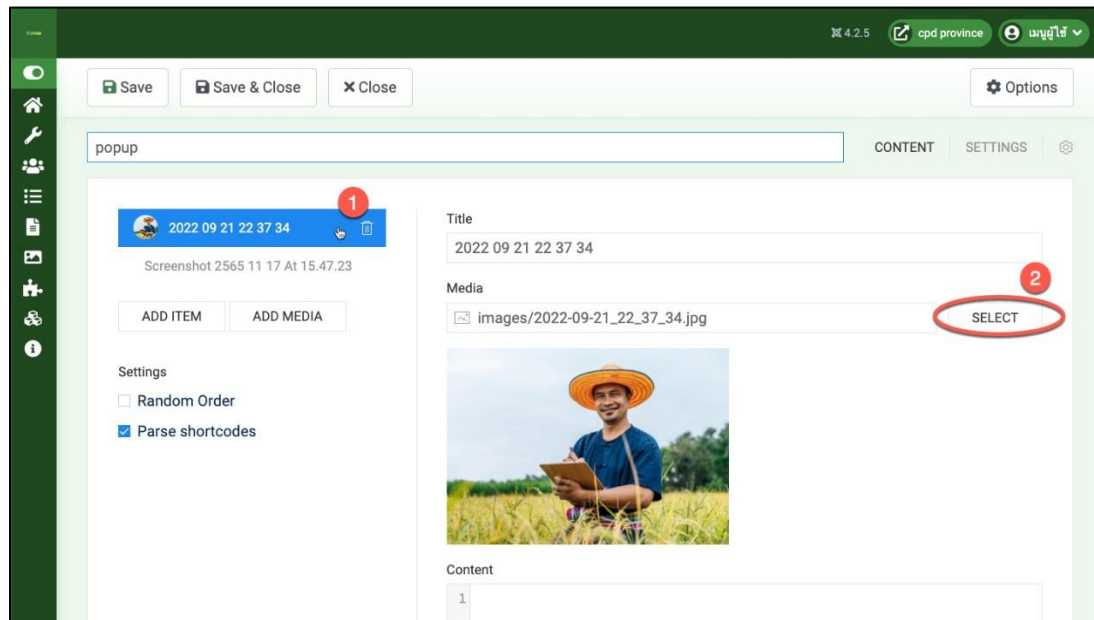 4.2.5 cpd province เมนูผู้ใช้
Save Save & Close Close Options
popup CONTENT SETTINGS
1
2022 09 21 22 37 34
Screenshot 2565 11 17 At 15.47.23
ADD ITEM ADD MEDIA
Settings
Random Order
Parse shortcodes
Title
2022 09 21 22 37 34
Media
2
images/2022-09-21_22_37_34.jpg SELECT
Content
1